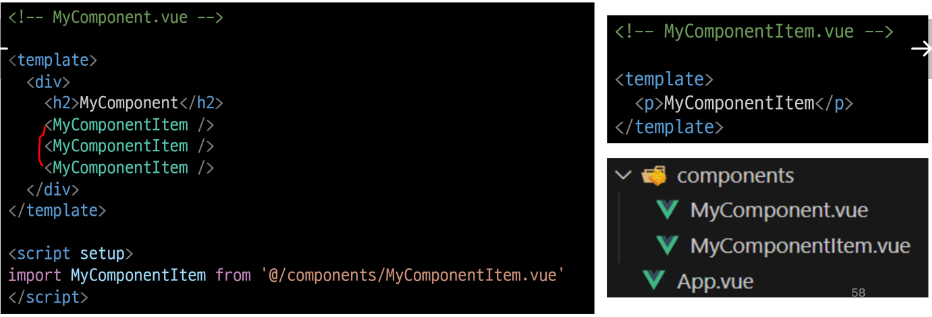 <!-- MyComponent.vue -->
<template>
<div>
<h2>MyComponent</h2>
<MyComponentItem />
<MyComponentItem />
<MyComponentItem />
</div>
</template>
<script setup>
import MyComponentItem from '@/components/MyComponentItem.vue'
</script>
<!-- MyComponentItem.vue -->
<template>
<p>MyComponentItem</p>
</template>
components
MyComponent.vue
MyComponentItem.vue
App.vue
58